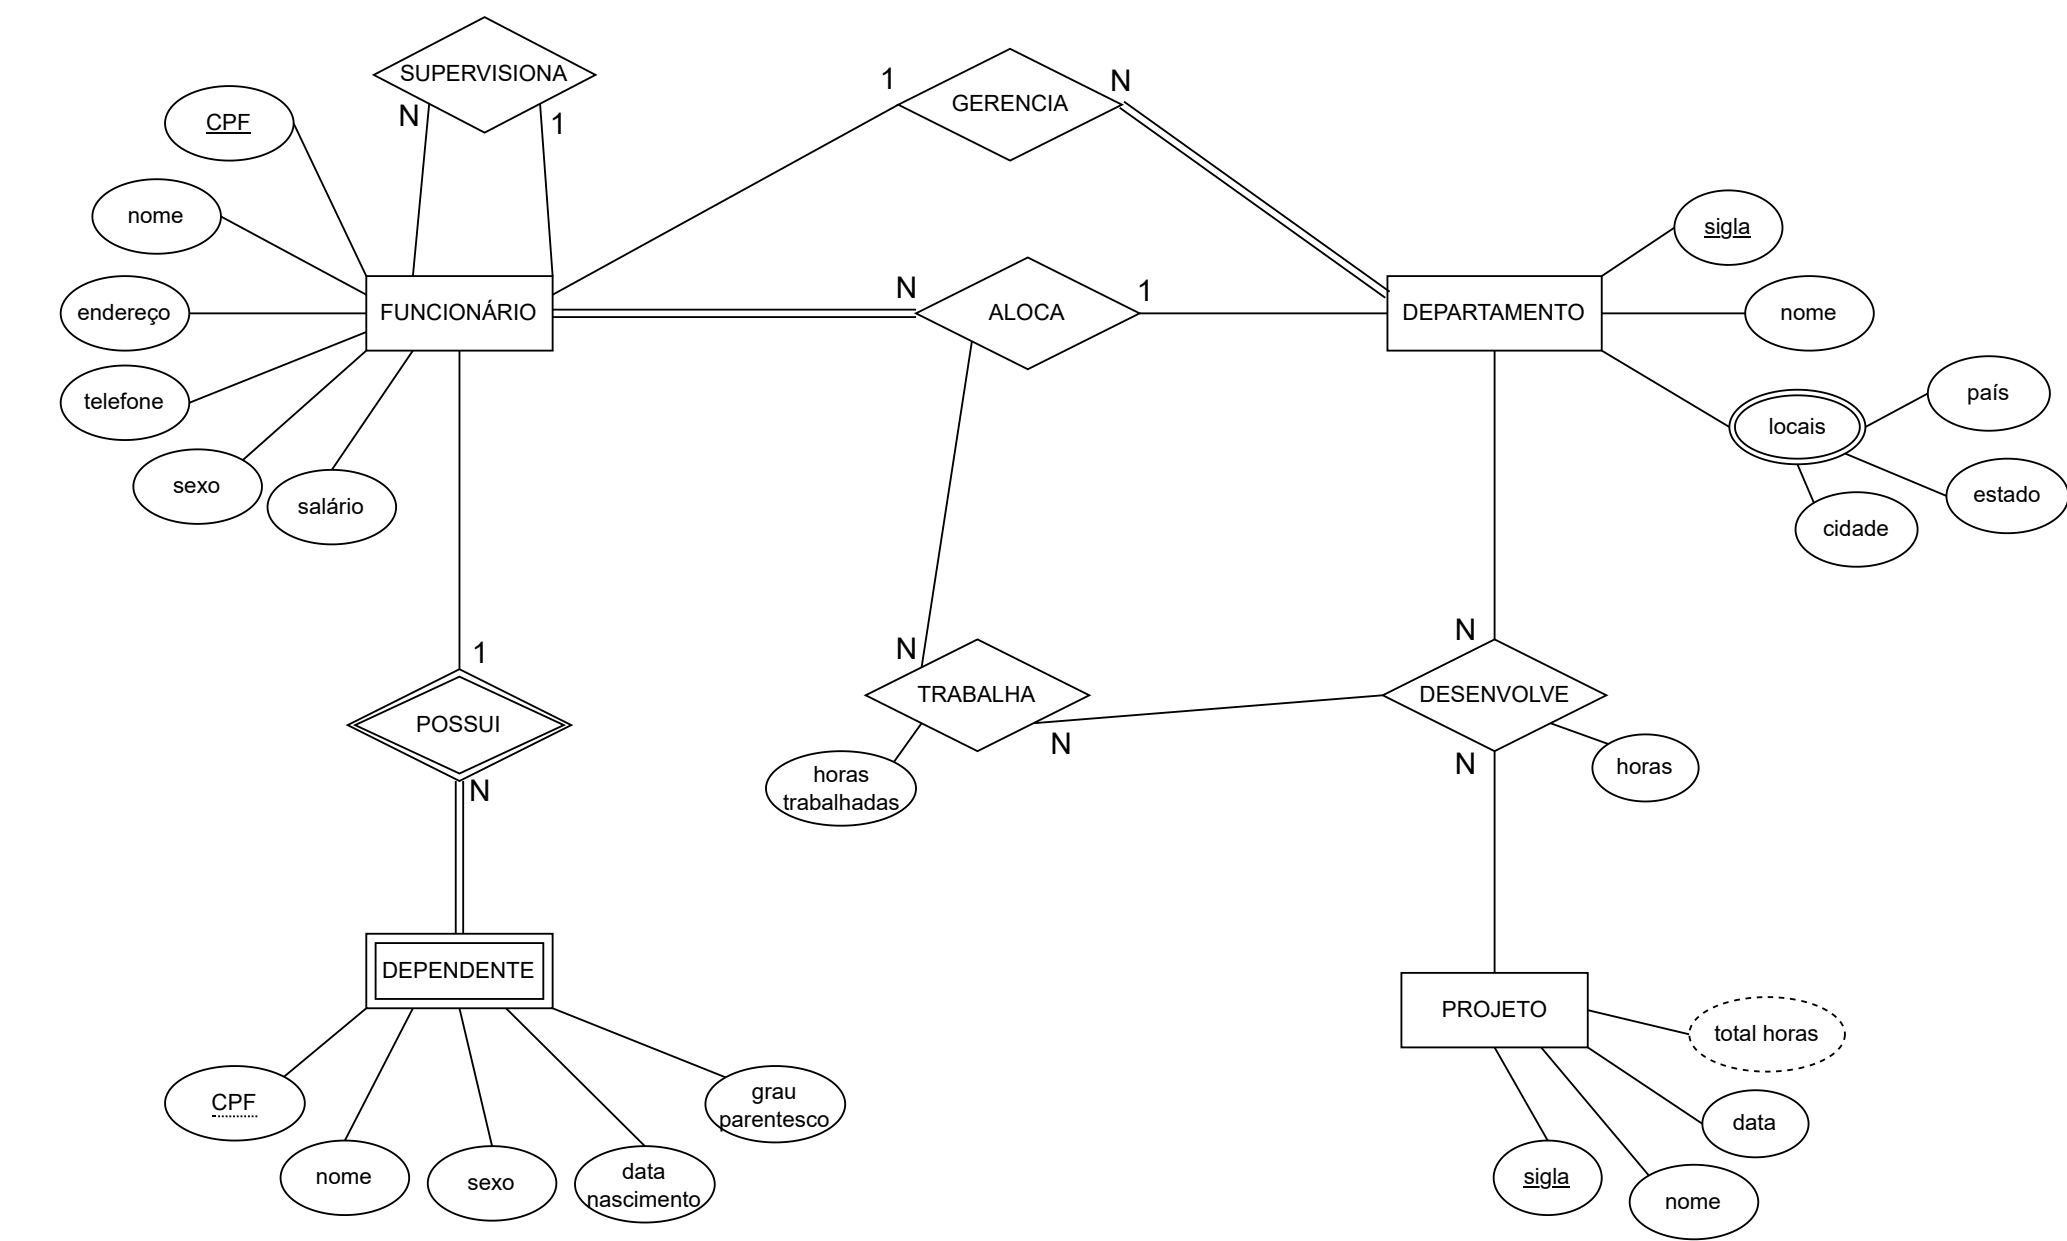 SUPERVISIONA
N
1
1
GERENCIA
N
CPF
nome
endereço
telefone
sexo
salário
FUNCIONÁRIO
N
ALOCA
1
DEPARTAMENTO
sigla
nome
locais
país
estado
cidade
1
POSSUI
N
N
TRABALHA
N
horas
trabalhadas
N
DESENVOLVE
N
horas
DEPENDENTE
CPF
nome
sexo
data
nascimento
grau
parentesco
PROJETO
total horas
data
nome
sigla